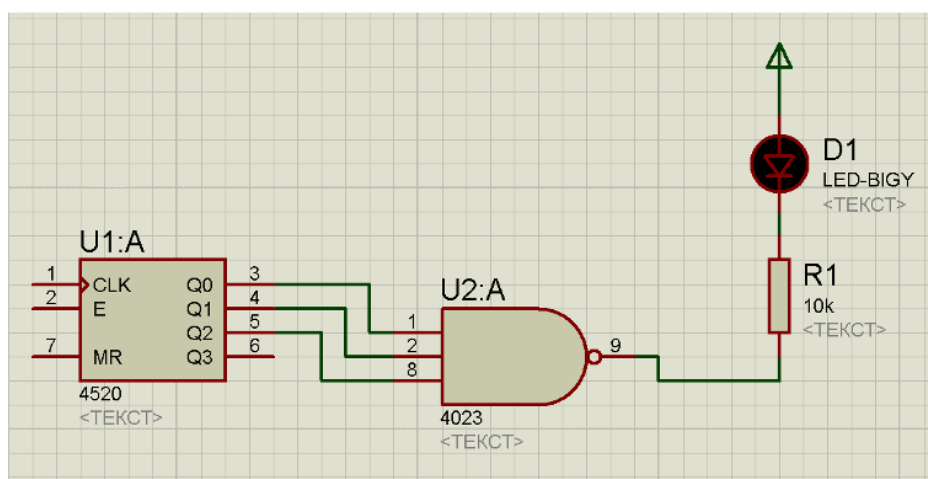 D1
LED-BIGY
<ТЕКСТ>
U1:A
1
CLK
Q0
3
2
E
Q1
4
Q2
5
7
MR
Q3
6
4520
<ТЕКСТ>
U2:A
1
2
8
9
4023
<ТЕКСТ>
R1
10k
<ТЕКСТ>